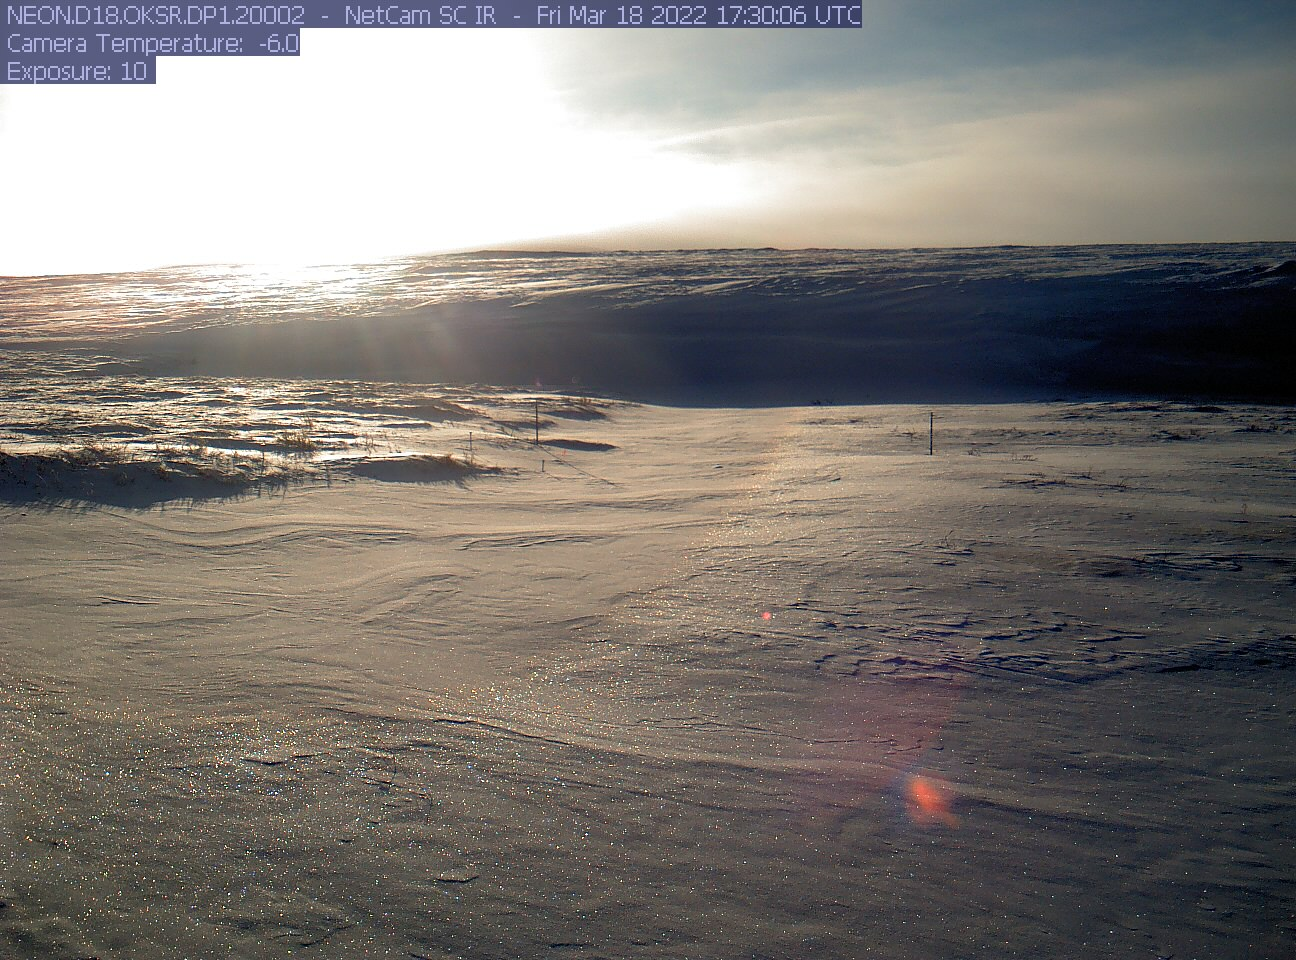 NEON.D18.OKSR.DP1.20002 - NetCam SC IR - Fri Mar 18 2022 17:30:06 UTC
Camera Temperature: -6.0
Exposure: 10